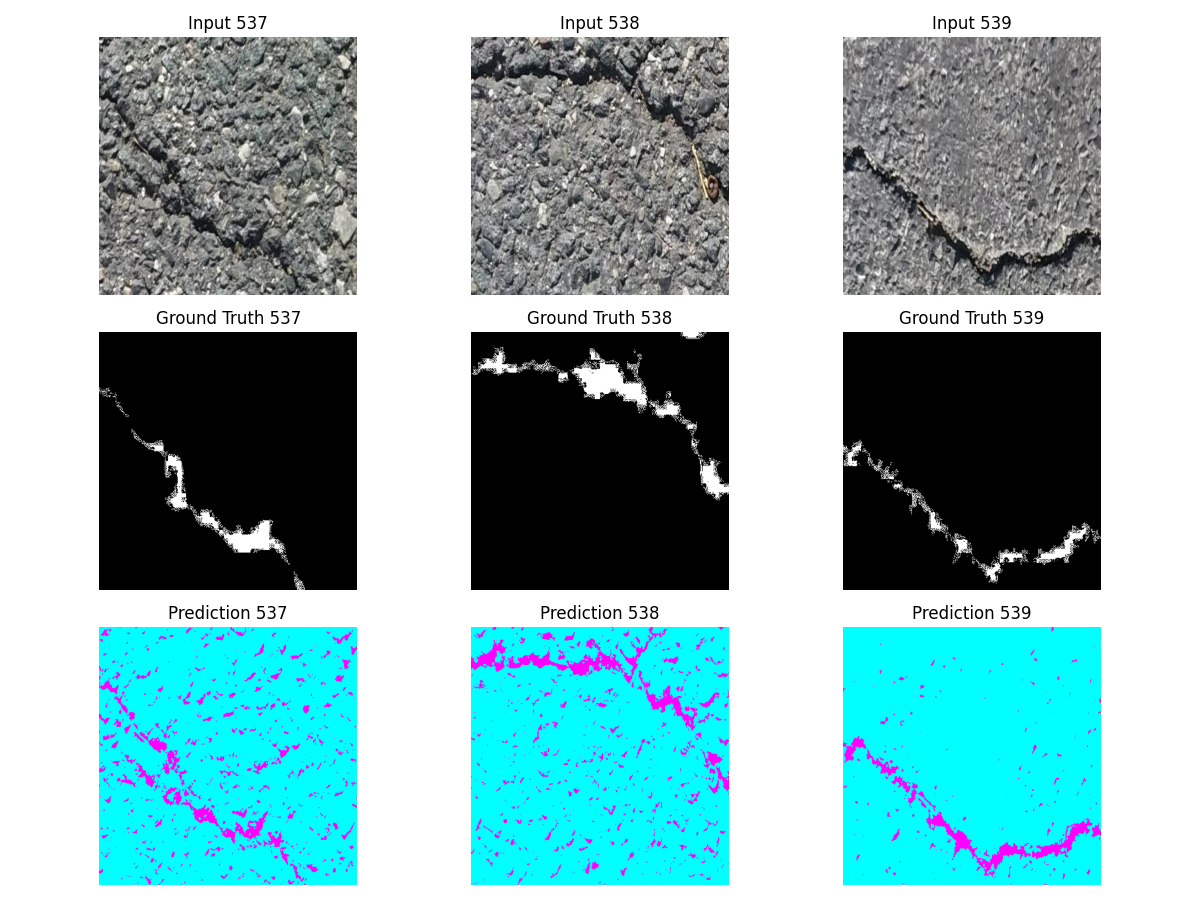 Input 537
Input 538
Input 539
Ground Truth 537
Ground Truth 538
Ground Truth 539
Prediction 537
Prediction 538
Prediction 539